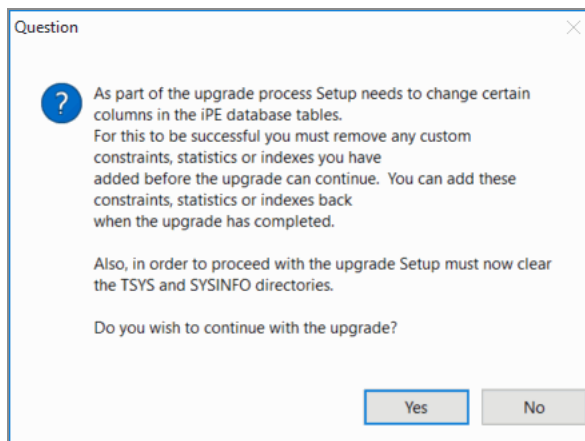 Question
As part of the upgrade process Setup needs to change certain
columns in the iPE database tables.
For this to be successful you must remove any custom
constraints, statistics or indexes you have
added before the upgrade can continue.  You can add these
constraints, statistics or indexes back
when the upgrade has completed.
Also, in order to proceed with the upgrade Setup must now clear
the TSYS and SYSINFO directories.
Do you wish to continue with the upgrade?
Yes
No